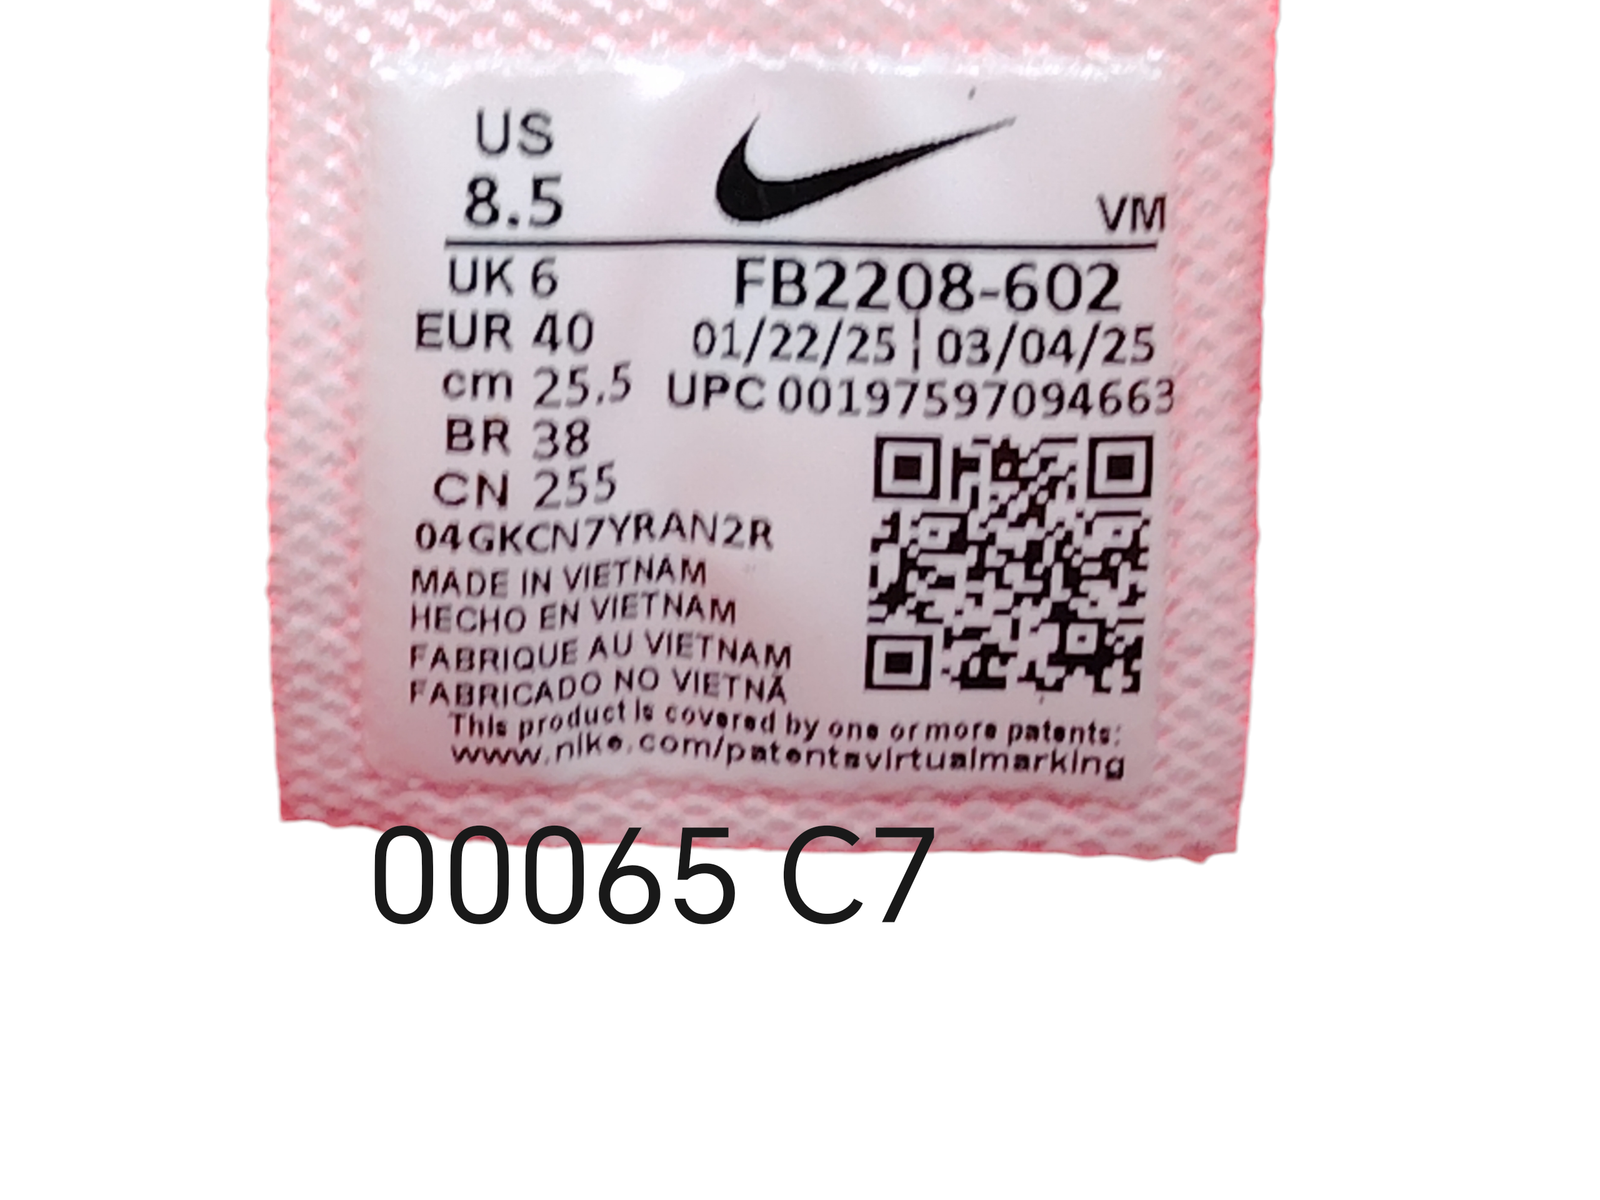 US
8.5
VM
UK 6
FB2208-602
EUR 40
01/22/25 | 03/04/25
cm 25.5
UPC 00197597094663
BR 38
CN 255
04GKCN7YRAN2R
MADE IN VIETNAM
HECHO EN VIETNAM
FABRIQUE AU VIETNAM
FABRICADO NO VIETNÃ
This product is covered by one or more patents:
www.nike.com/patentsvirtualmarking
00065 C7